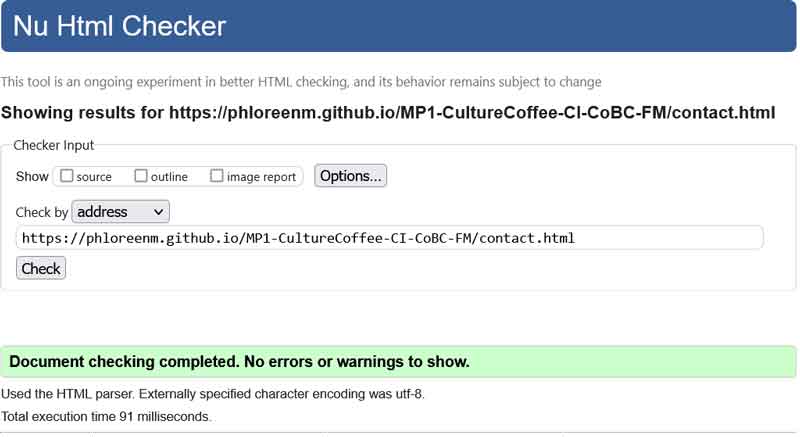 Nu Html Checker
This tool is an ongoing experiment in better HTML checking, and its behavior remains subject to change
Showing results for https://phloreenm.github.io/MP1-CultureCoffee-CI-CoBC-FM/contact.html
Checker Input
Show source outline image report Options...
Check by address
https://phloreenm.github.io/MP1-CultureCoffee-CI-CoBC-FM/contact.html
Check
Document checking completed. No errors or warnings to show.
Used the HTML parser. Externally specified character encoding was utf-8.
Total execution time 91 milliseconds.